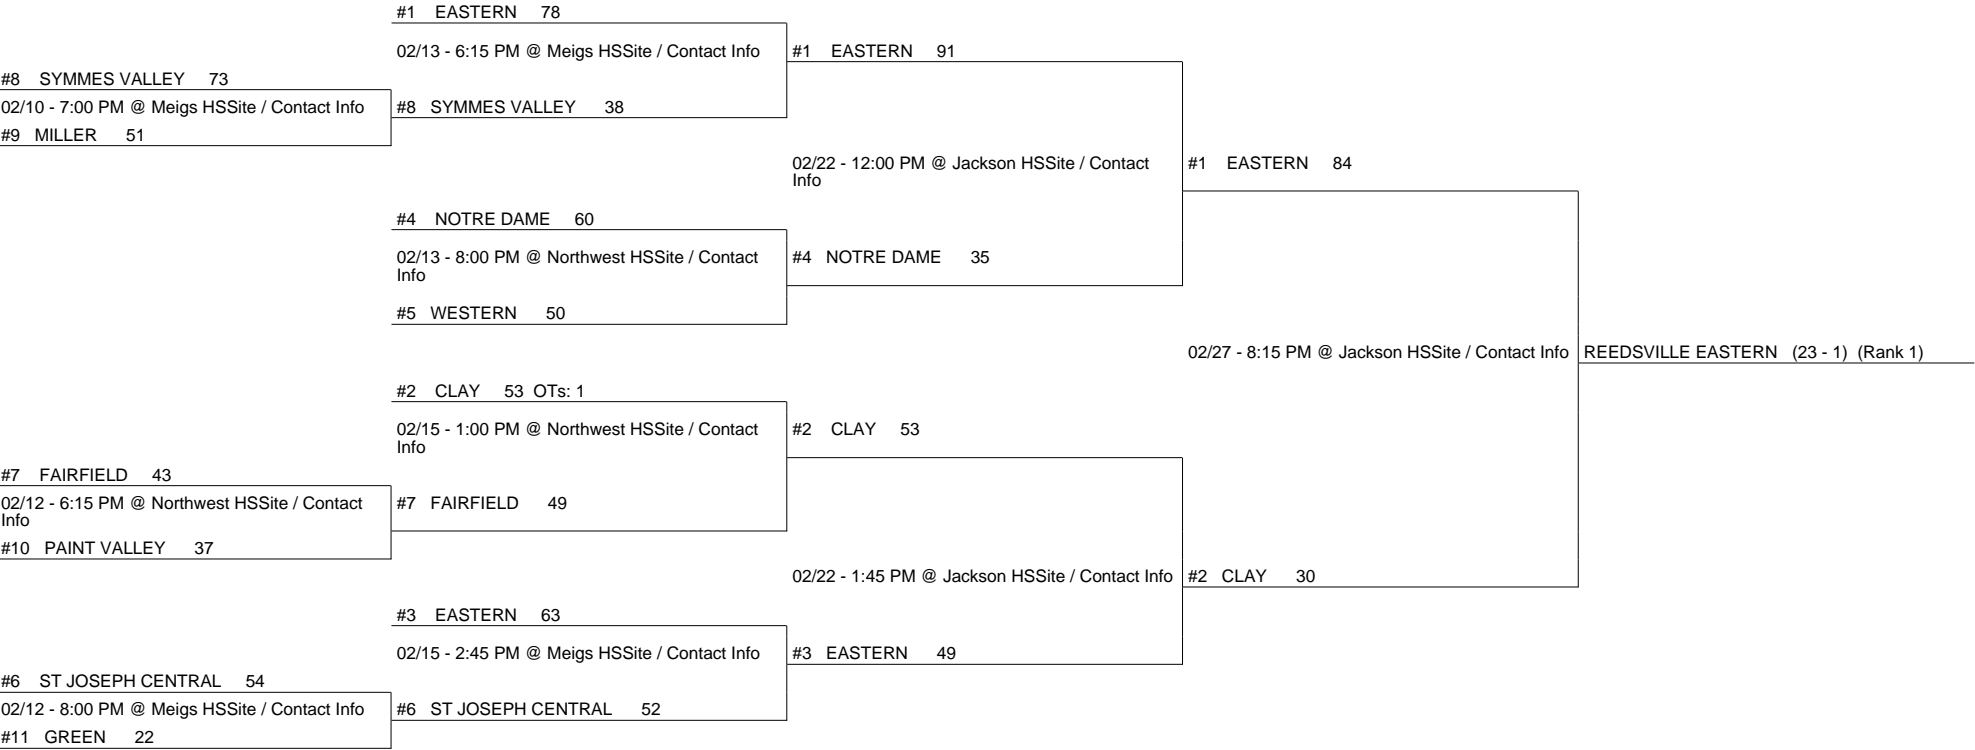 #1 EASTERN 78
02/13 - 6:15 PM @ Meigs HSSite / Contact Info
#1 EASTERN 91
#8 SYMMES VALLEY 73
02/10 - 7:00 PM @ Meigs HSSite / Contact Info
#8 SYMMES VALLEY 38
#9 MILLER 51
02/22 - 12:00 PM @ Jackson HSSite / Contact
Info
#1 EASTERN 84
#4 NOTRE DAME 60
02/13 - 8:00 PM @ Northwest HSSite / Contact
Info
#4 NOTRE DAME 35
#5 WESTERN 50
02/27 - 8:15 PM @ Jackson HSSite / Contact Info
REEDSVILLE EASTERN (23 - 1) (Rank 1)
#2 CLAY 53 OTs: 1
02/15 - 1:00 PM @ Northwest HSSite / Contact
Info
#2 CLAY 53
#7 FAIRFIELD 43
02/12 - 6:15 PM @ Northwest HSSite / Contact
Info
#7 FAIRFIELD 49
#10 PAINT VALLEY 37
02/22 - 1:45 PM @ Jackson HSSite / Contact Info
#2 CLAY 30
#3 EASTERN 63
02/15 - 2:45 PM @ Meigs HSSite / Contact Info
#3 EASTERN 49
#6 ST JOSEPH CENTRAL 54
02/12 - 8:00 PM @ Meigs HSSite / Contact Info
#6 ST JOSEPH CENTRAL 52
#11 GREEN 22